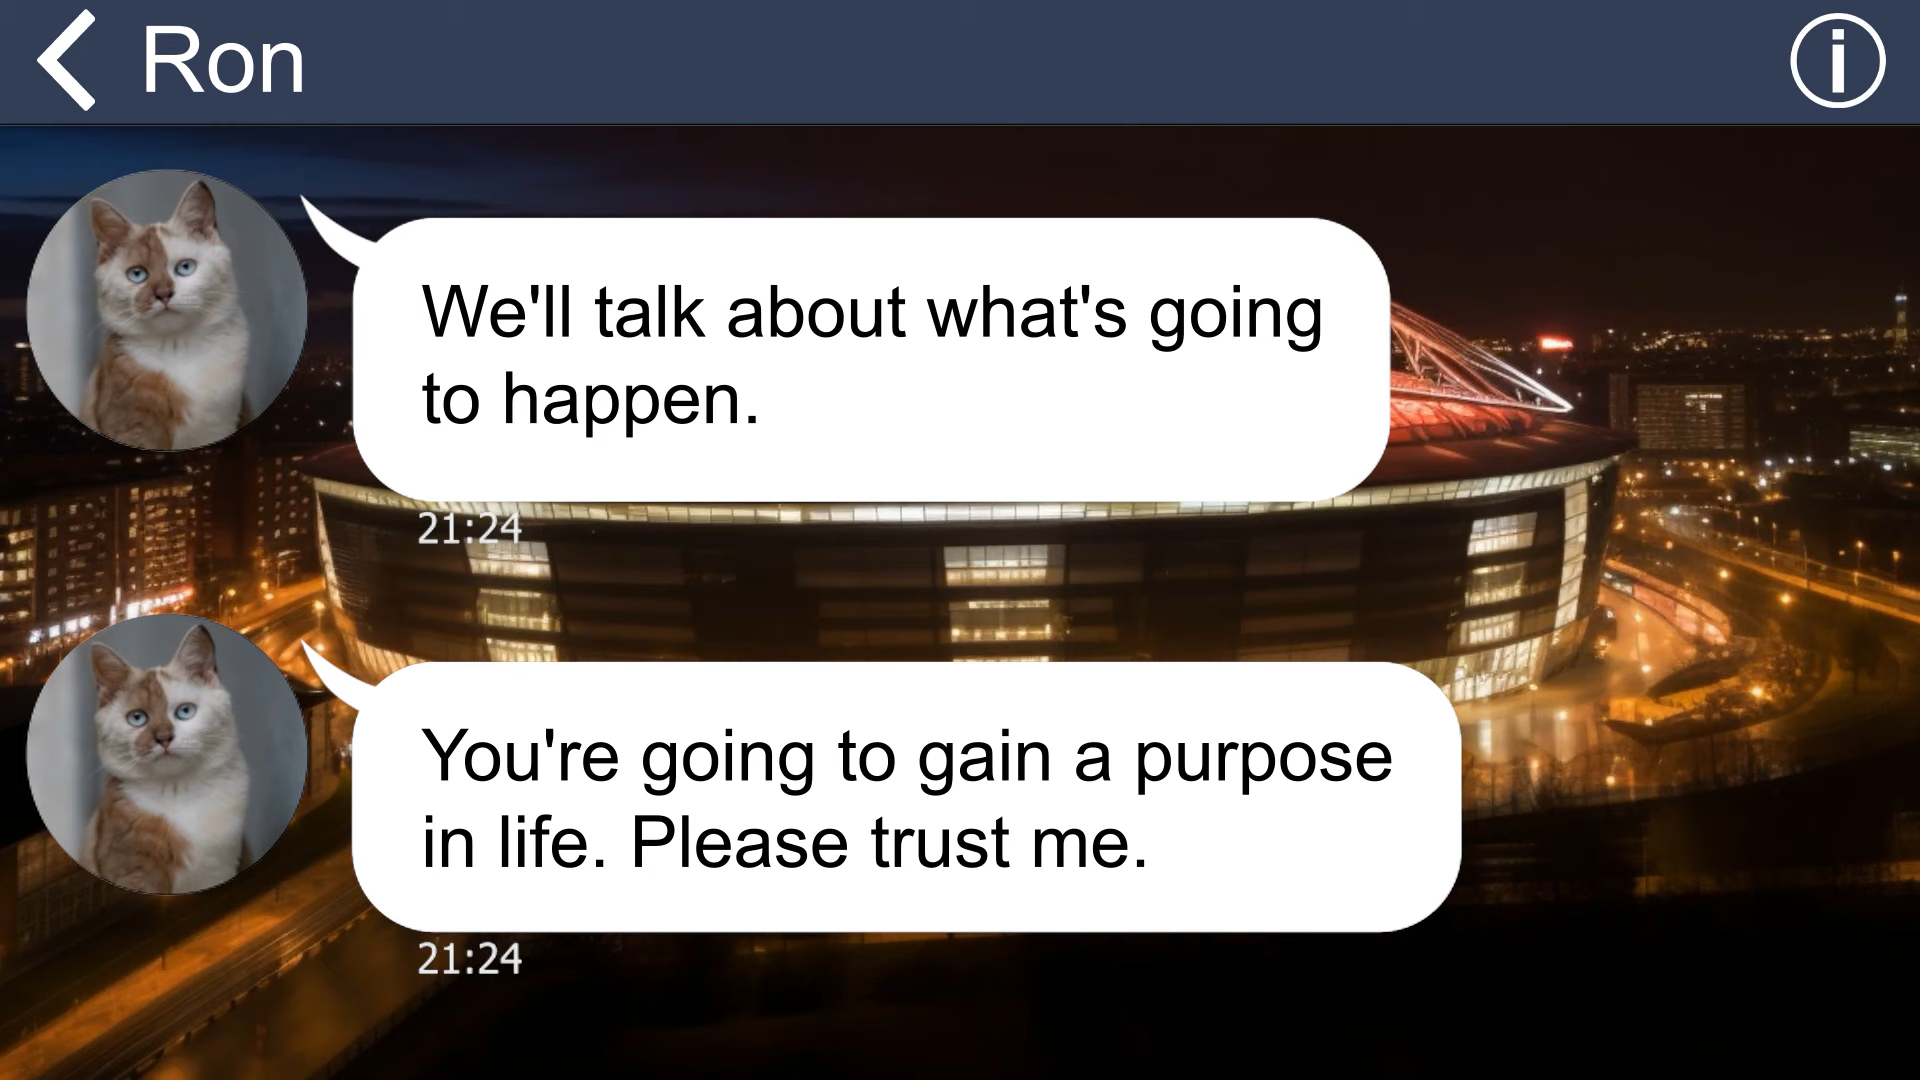 Ron
We'll talk about what's going
to happen.
21:24
You're going to gain a purpose
in life. Please trust me.
21:24